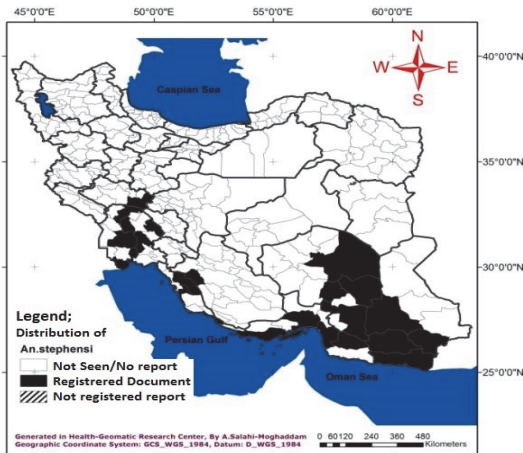 45°0'0"E 50°0'0"E 55°0'0"E 60°0'0"E
N
W E
S
40°0'0"N
Caspian Sea
35°0'0"N
30°0'0"N
25°0'0"N
Persian Gulf
Oman Sea
Legend;
Distribution of
An.stephensi
Not Seen/No report
Registrered Document
Not registered report
Generated in Health-Geomatic Research Center, By A.Salahi-Moghaddam
Geographic Coordinate System: GCS_WGS_1984, Datum: D_WGS_1984
0 60 120 240 360 480
Kilometers